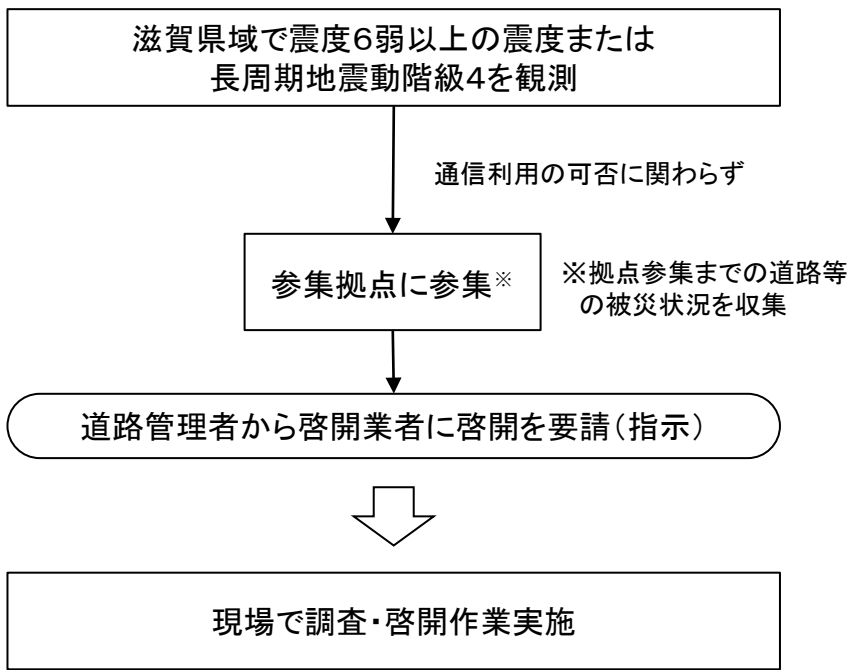 滋賀県域で震度6弱以上の震度または
長周期地震動階級4を観測
通信利用の可否に関わらず
参集拠点に参集※
※拠点参集までの道路等
の被災状況を収集
道路管理者から啓開業者に啓開を要請(指示)
現場で調査・啓開作業実施